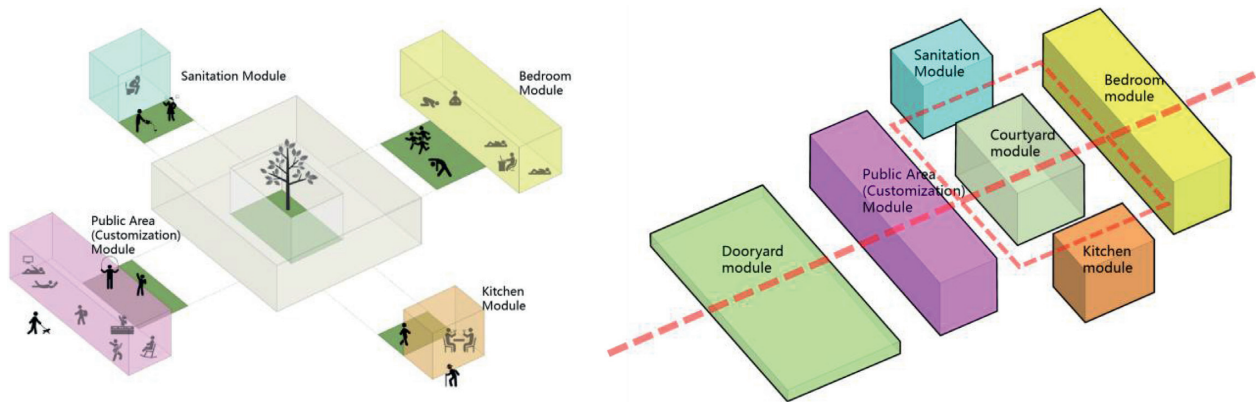 Sanitation Module
Bedroom
Module
Public Area
(Customization)
Module
Kitchen
Module
Sanitation
Module
Bedroom
module
Courtyard
module
Public Area
(Customization)
Module
Dooryard
module
Kitchen
module